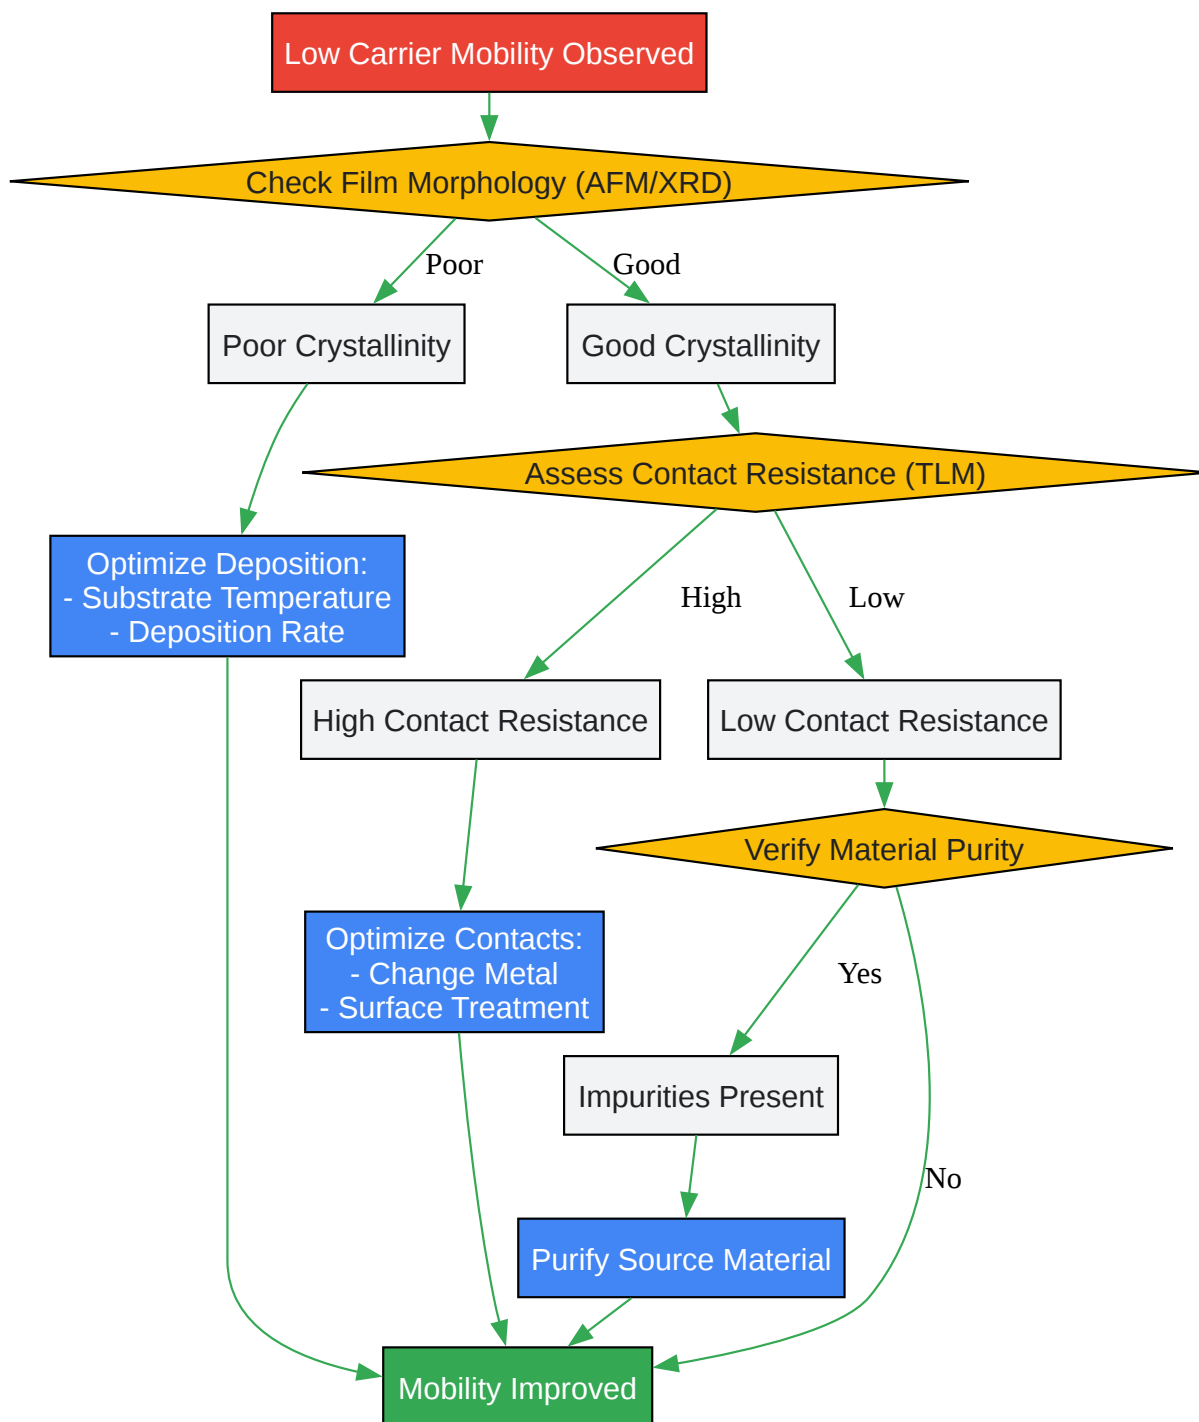 Low Carrier Mobility Observed
Check Film Morphology (AFM/XRD)
Poor
Good
Poor Crystallinity
Good Crystallinity
Assess Contact Resistance (TLM)
Optimize Deposition:
- Substrate Temperature
- Deposition Rate
High
Low
High Contact Resistance
Low Contact Resistance
Verify Material Purity
Optimize Contacts:
- Change Metal
- Surface Treatment
Yes
Impurities Present
No
Purify Source Material
Mobility Improved